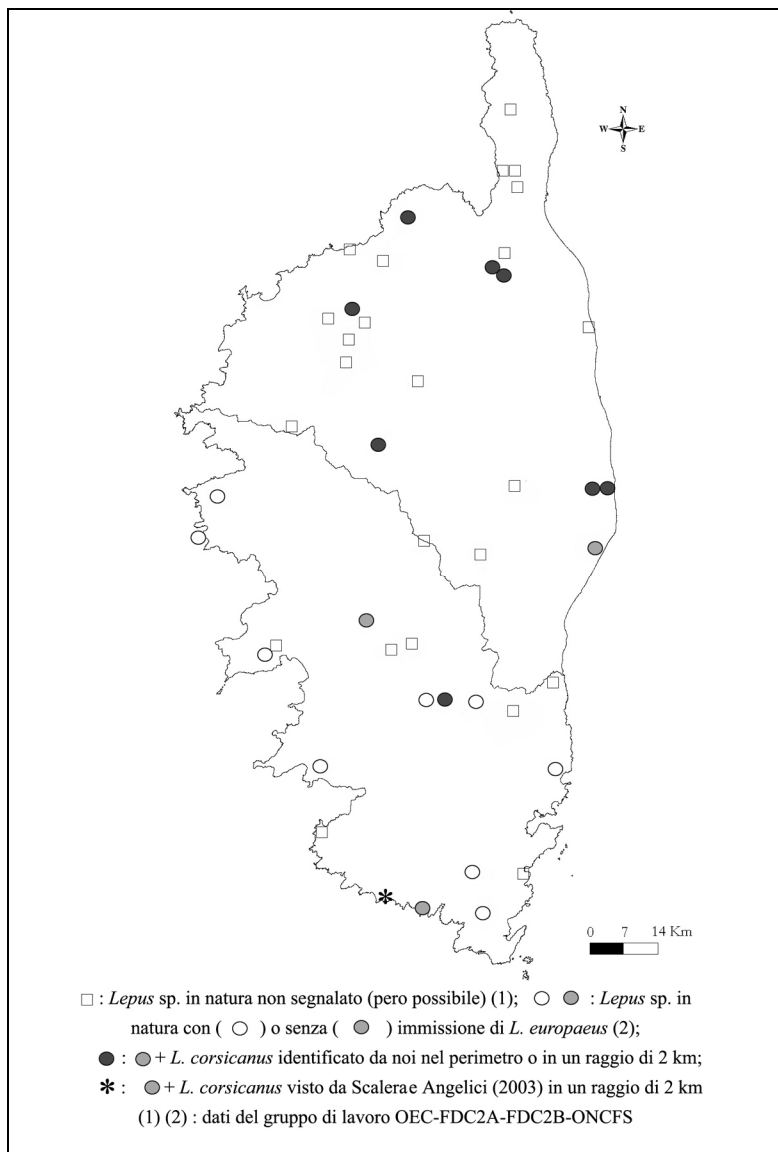 N
W E
S
0 7 14 Km
□ : Lepus sp. in natura non segnalato (pero possibile) (1); ○ ● : Lepus sp. in
natura con ( ○ ) o senza ( ● ) immissione di L. europaeus (2);
● : ● + L. corsicanus identificato da noi nel perimetro o in un raggio di 2 km;
* : ● + L. corsicanus visto da Scalera e Angelici (2003) in un raggio di 2 km
(1) (2) : dati del gruppo di lavoro OEC-FDC2A-FDC2B-ONCFS